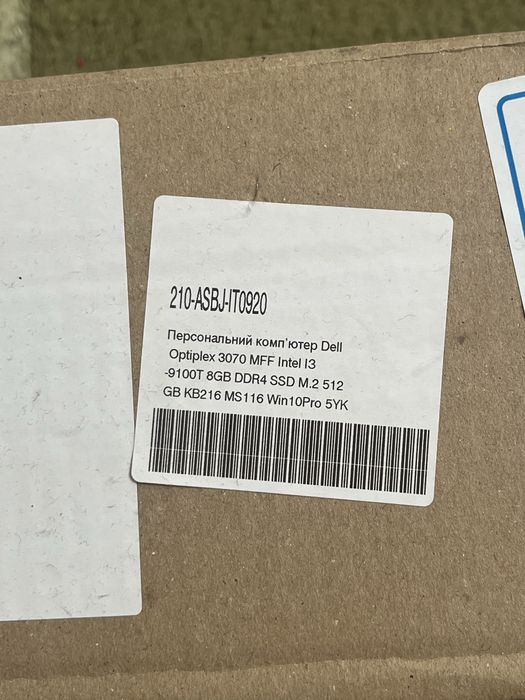 210-ASBJ-IT0920
Персональний комп'ютер Dell
Optiplex 3070 MFF Intel I3
-9100T 8GB DDR4 SSD M.2 512
GB KB216 MS116 Win10Pro 5YK